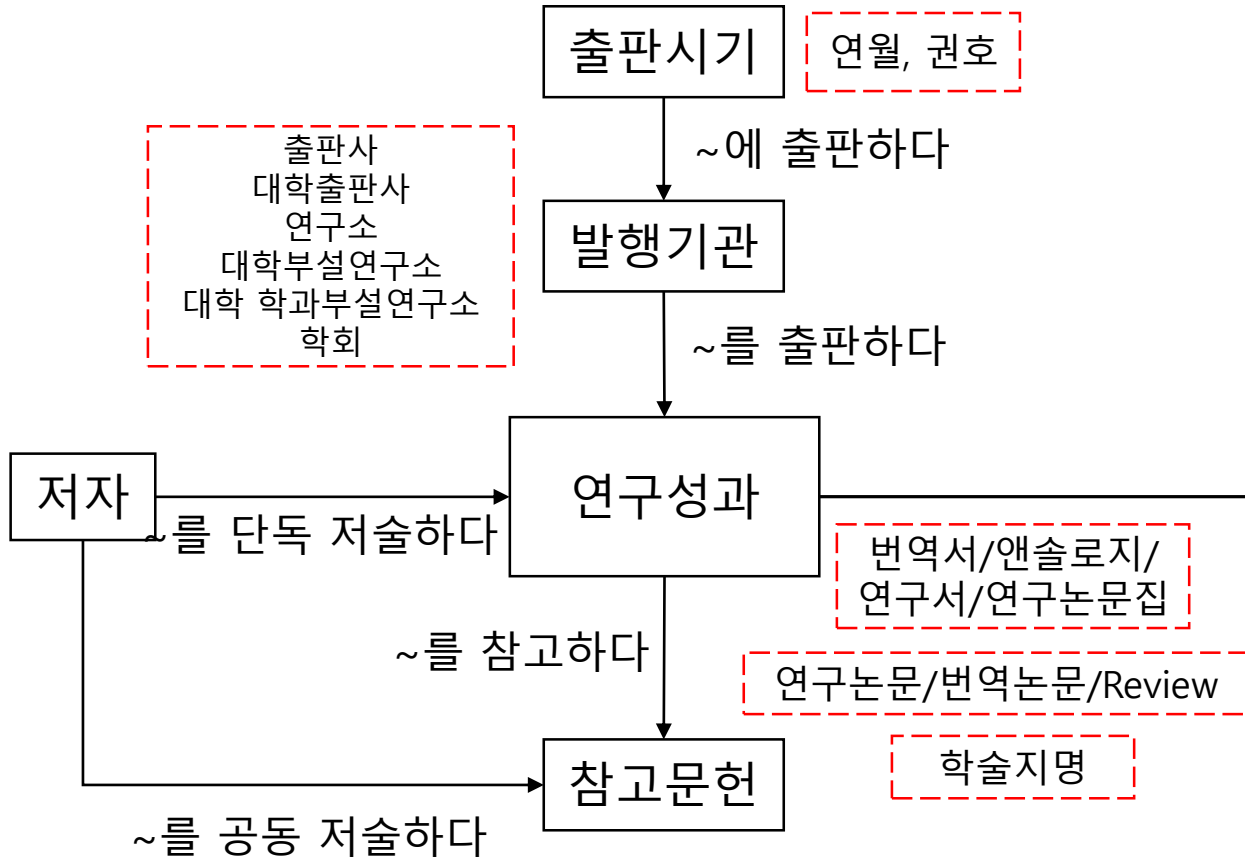 출판시기
연월, 권호
~에 출판하다
출판사
대학출판사
연구소
대학부설연구소
대학 학과부설연구소
학회
발행기관
~를 출판하다
저자
연구성과
~를 단독 저술하다
번역서/앤솔로지/
연구서/연구논문집
~를 참고하다
연구논문/번역논문/Review
학술지명
참고문헌
~를 공동 저술하다